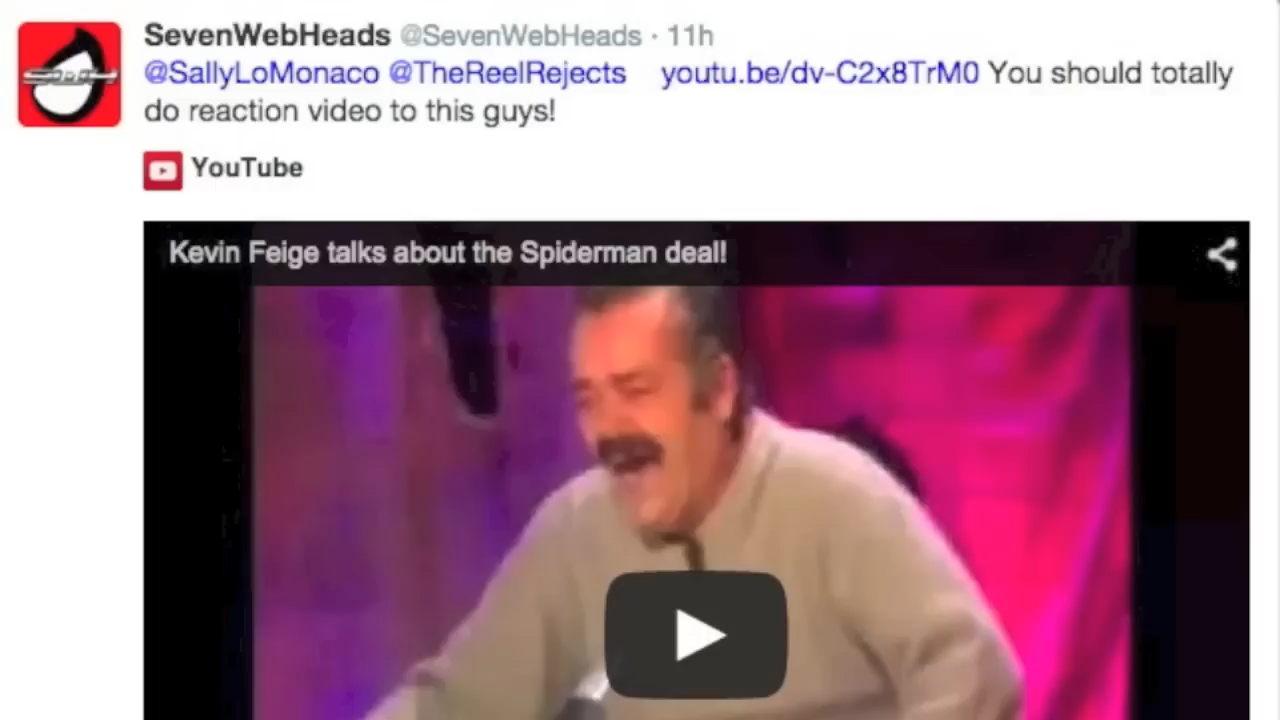 SevenWebHeads @SevenWebHeads · 11h
@SallyLoMonaco @TheReelRejects youtu.be/dv-C2x8TrM0 You should totally
do reaction video to this guys!
YouTube
Kevin Feige talks about the Spiderman deal!